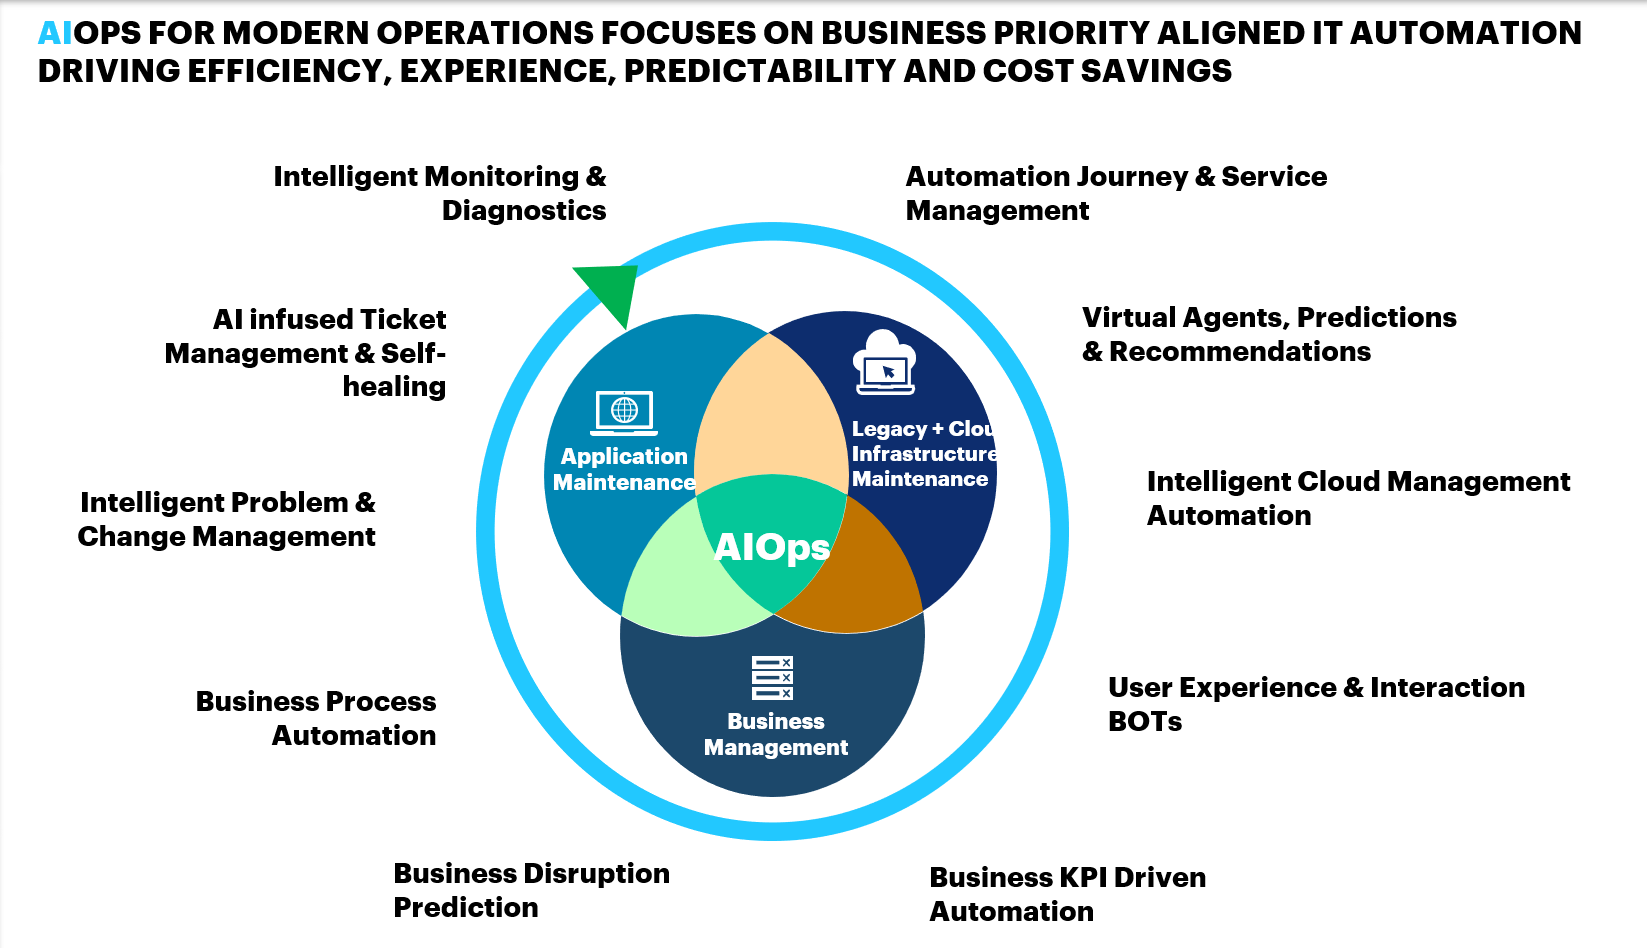 AIOPS FOR MODERN OPERATIONS FOCUSES ON BUSINESS PRIORITY ALIGNED IT AUTOMATION
DRIVING EFFICIENCY, EXPERIENCE, PREDICTABILITY AND COST SAVINGS
Intelligent Monitoring &
Diagnostics
Automation Journey & Service
Management
AI infused Ticket
Management & Self-
healing
Virtual Agents, Predictions
& Recommendations
Application
Maintenance
Legacy + Clou
Infrastructure
Maintenance
Intelligent Problem &
Change Management
Intelligent Cloud Management
Automation
AIOps
Business Process
Automation
User Experience & Interaction
BOTs
Business
Management
Business Disruption
Prediction
Business KPI Driven
Automation